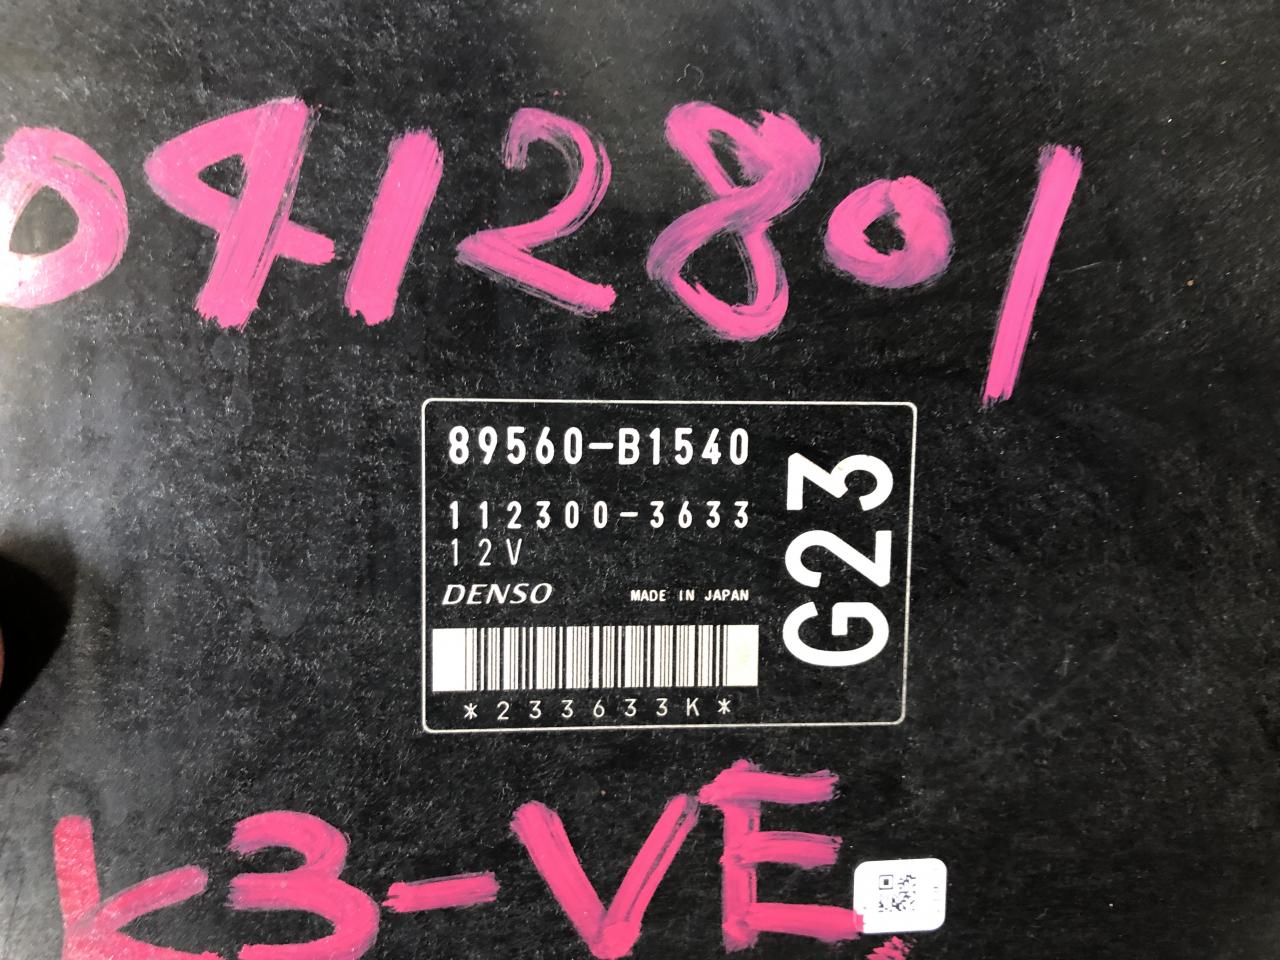 0412801
89560-B1540
112300-3633
12V
DENSO MADE IN JAPAN
*233633K*
G23
K3-VE